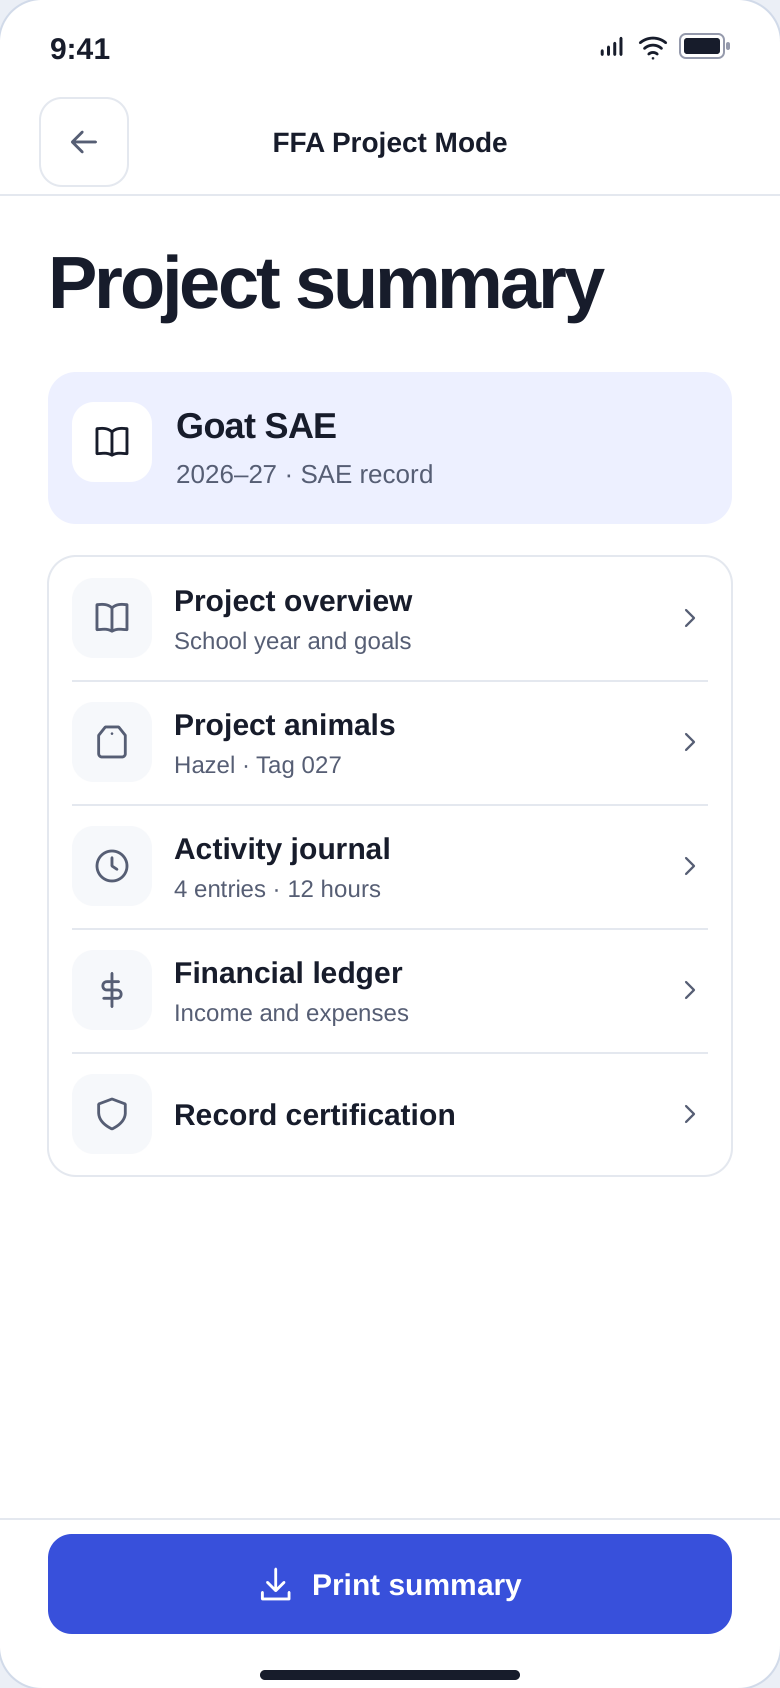 9:41
FFA Project Mode
Project summary
Goat SAE
2026–27 · SAE record
Project overview
School year and goals
Project animals
Hazel · Tag 027
Activity journal
4 entries · 12 hours
Financial ledger
Income and expenses
Record certification
Print summary